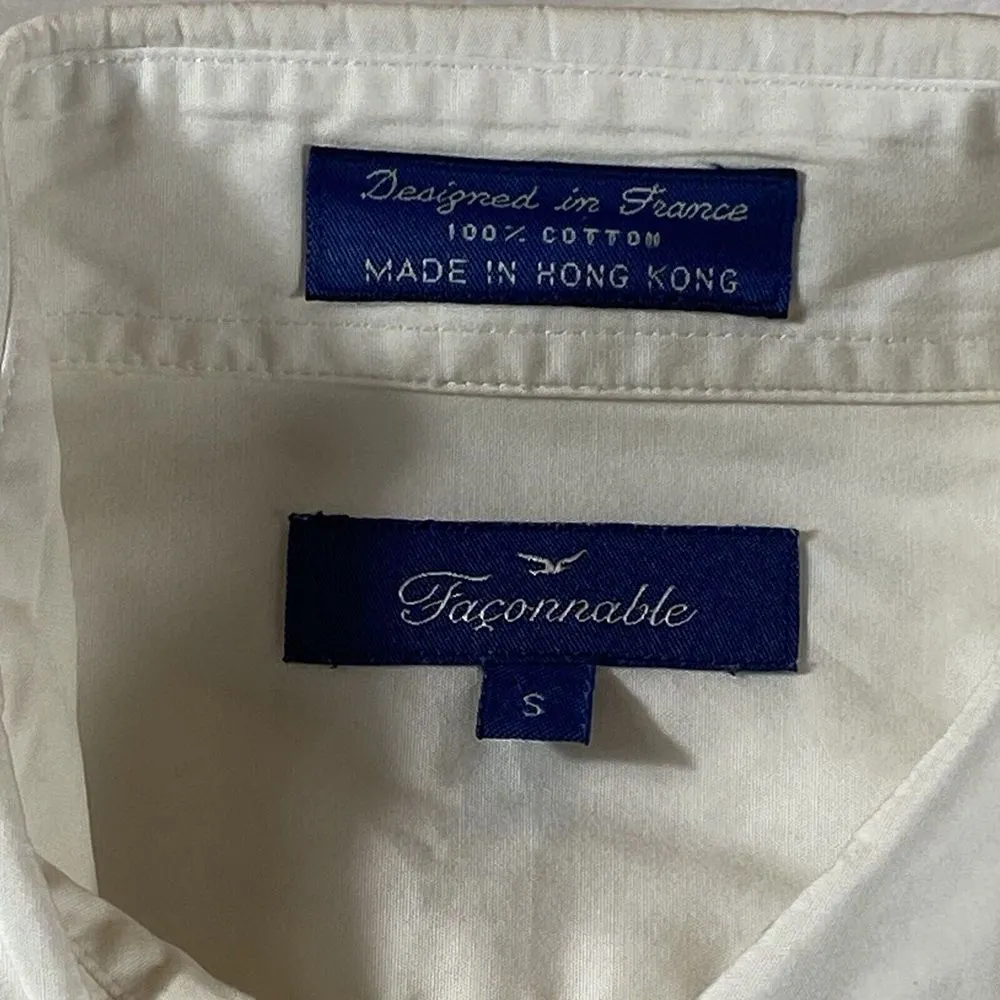 Designed in France
100% COTTON
MADE IN HONG KONG
Façonnable
S